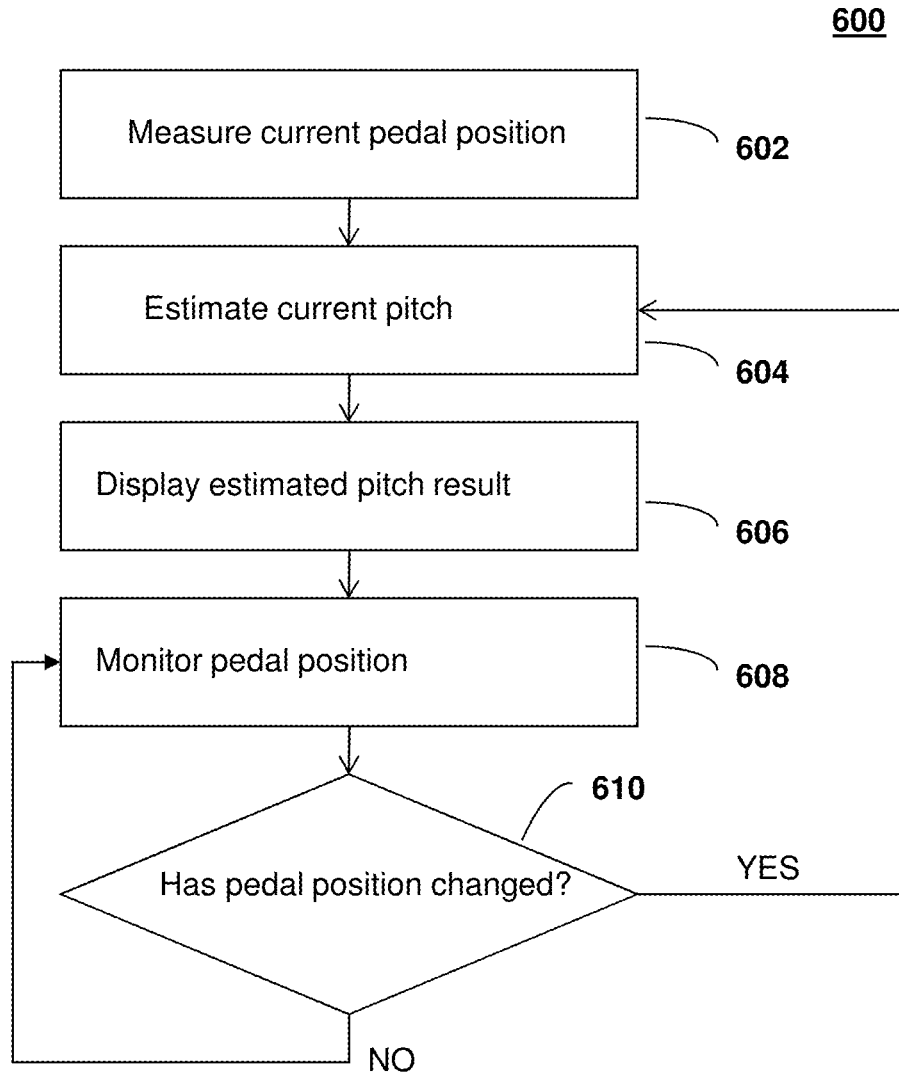 600
Measure current pedal position
602
Estimate current pitch
604
Display estimated pitch result
606
Monitor pedal position
608
610
Has pedal position changed?
YES
NO